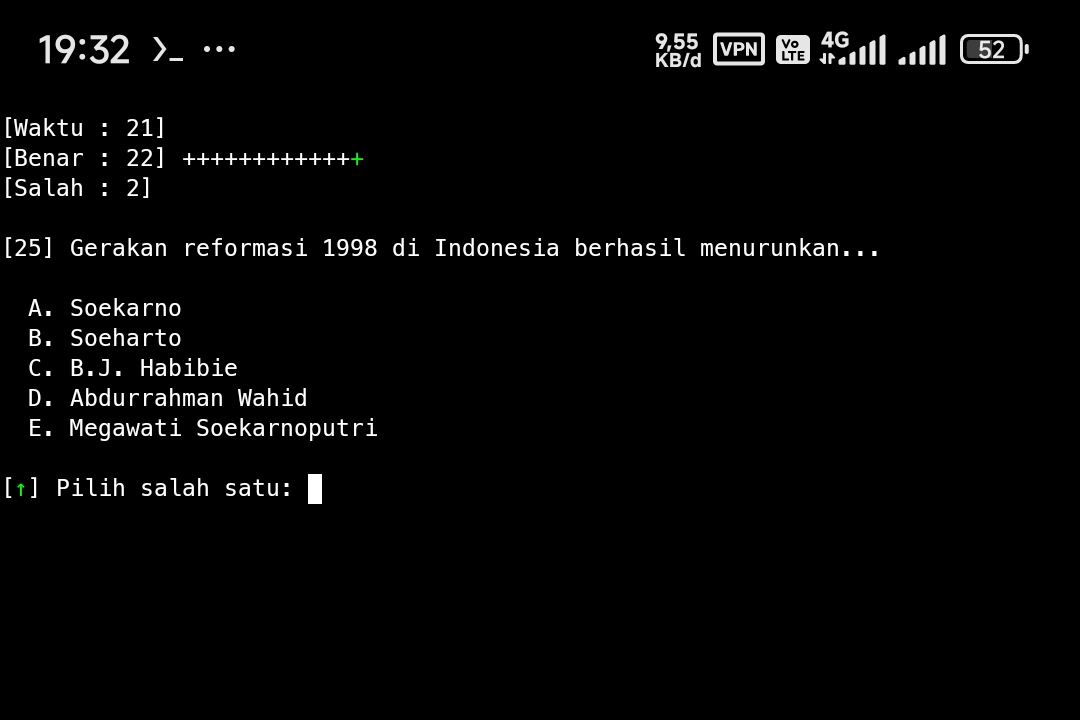 19:32 ❯_ ... 9,55 KB/d VPN Vo LTE 4G 52
[Waktu : 21]
[Benar : 22] +++++++++++++
[Salah : 2]
[25] Gerakan reformasi 1998 di Indonesia berhasil menurunkan...
A. Soekarno
B. Soeharto
C. B.J. Habibie
D. Abdurrahman Wahid
E. Megawati Soekarnoputri
[↑] Pilih salah satu: